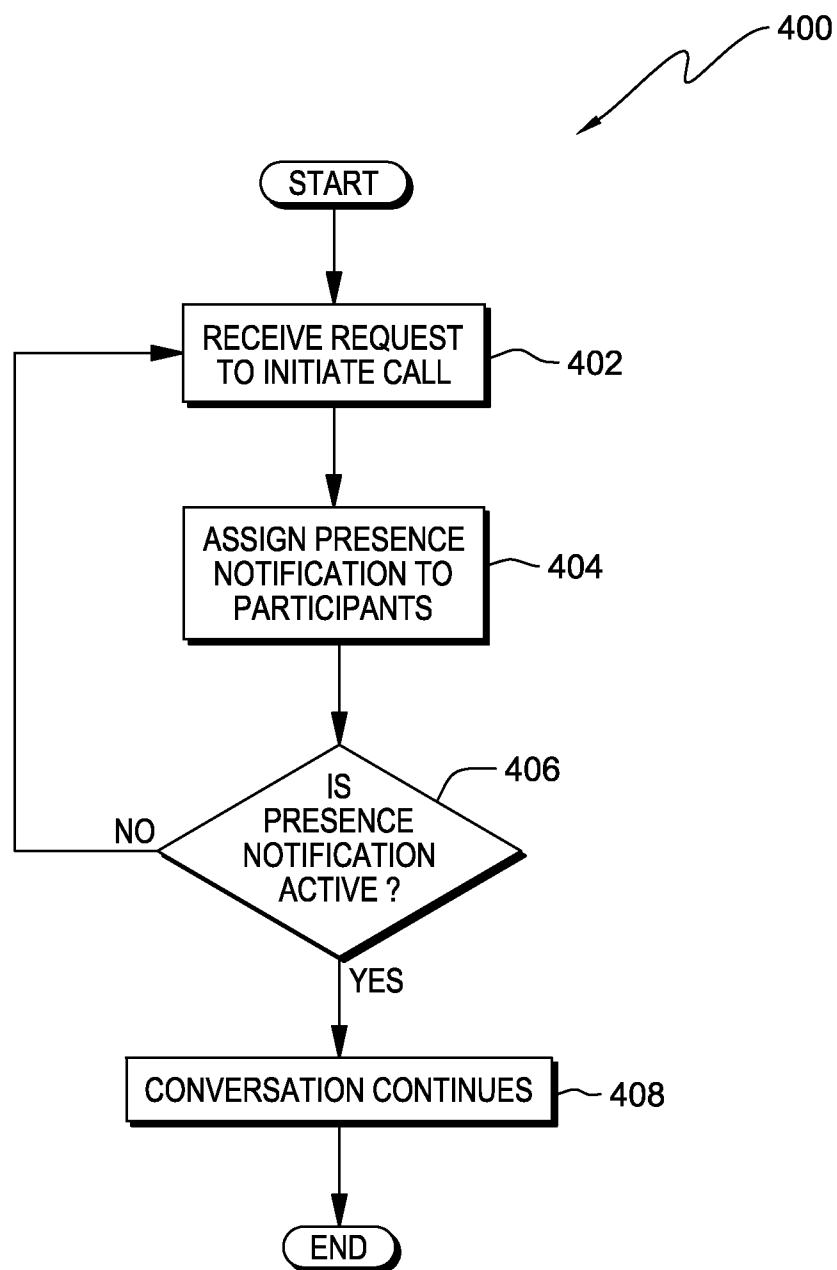 400
START
RECEIVE REQUEST
TO INITIATE CALL
402
ASSIGN PRESENCE
NOTIFICATION TO
PARTICIPANTS
404
IS
PRESENCE
NOTIFICATION
ACTIVE ?
406
NO
YES
CONVERSATION CONTINUES
408
END